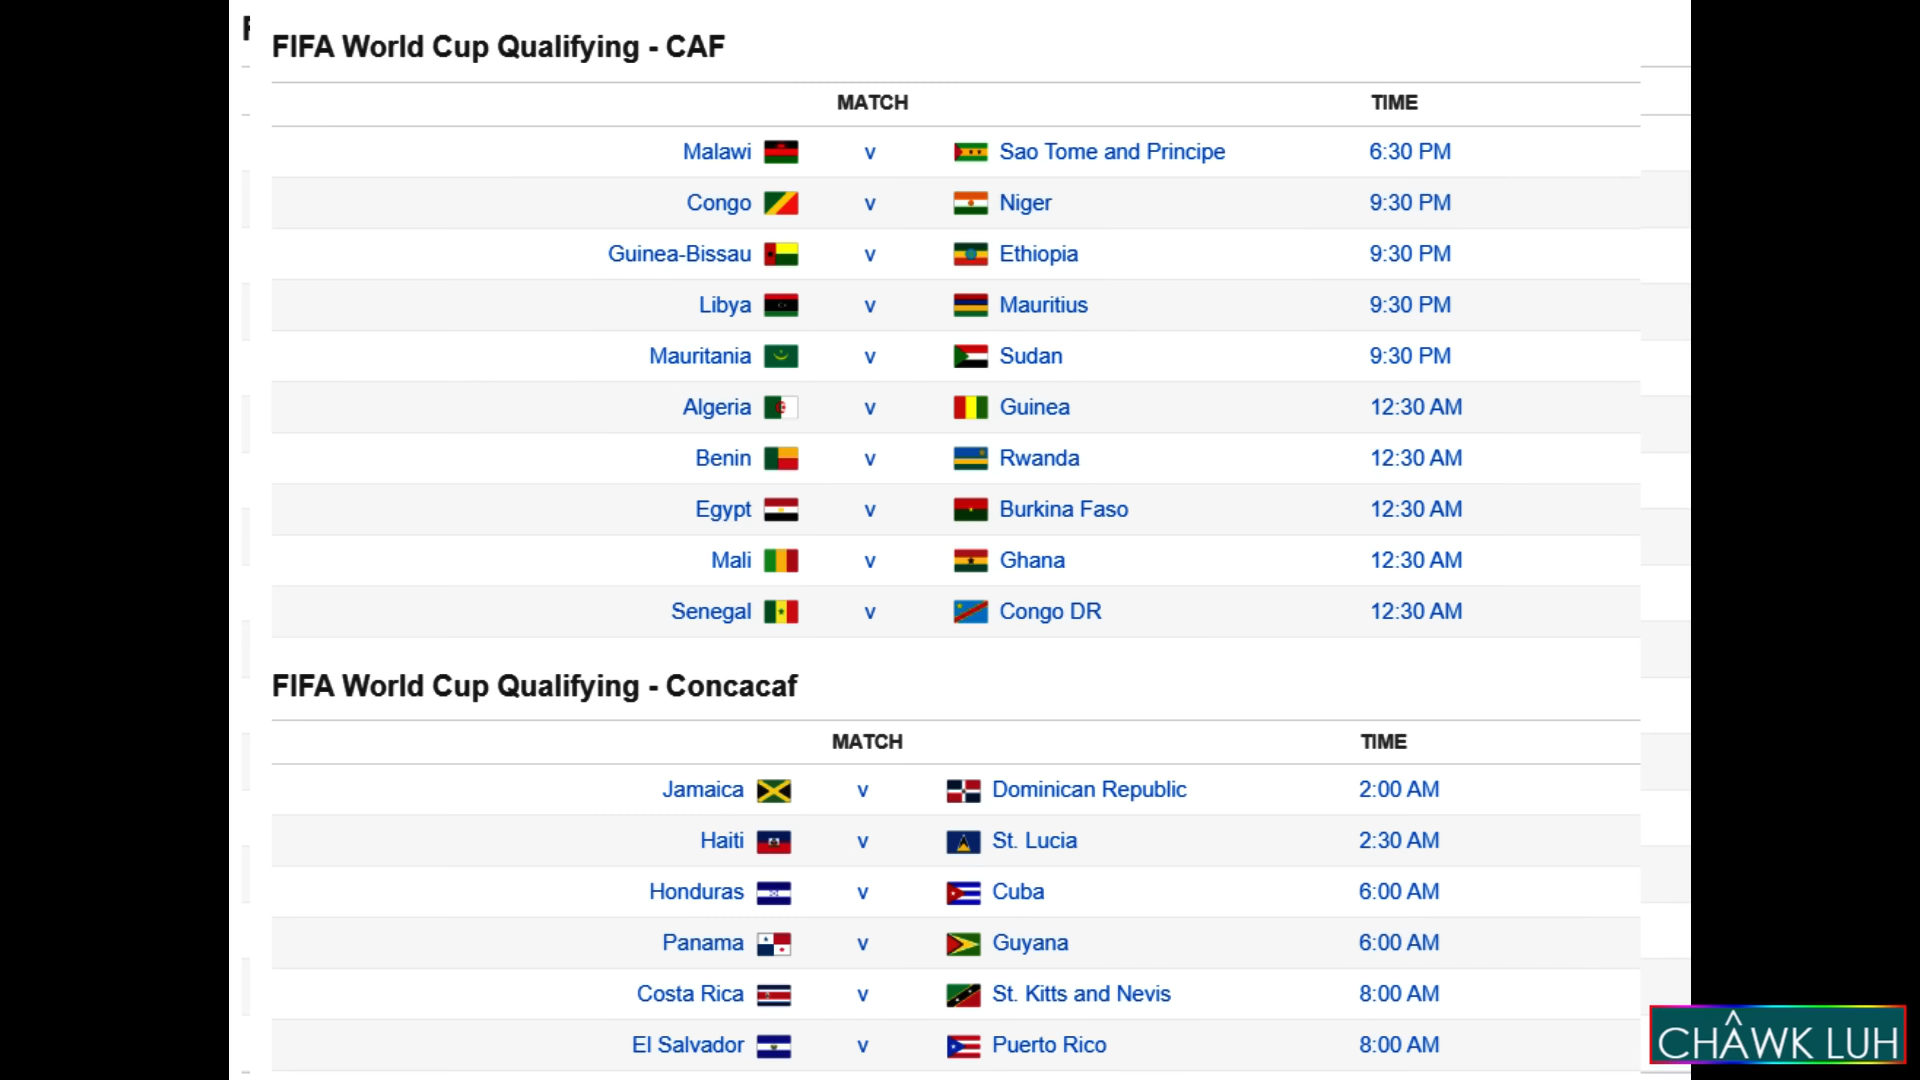 FIFA World Cup Qualifying - CAF
MATCH TIME
Malawi v Sao Tome and Principe 6:30 PM
Congo v Niger 9:30 PM
Guinea-Bissau v Ethiopia 9:30 PM
Libya v Mauritius 9:30 PM
Mauritania v Sudan 9:30 PM
Algeria v Guinea 12:30 AM
Benin v Rwanda 12:30 AM
Egypt v Burkina Faso 12:30 AM
Mali v Ghana 12:30 AM
Senegal v Congo DR 12:30 AM
FIFA World Cup Qualifying - Concacaf
MATCH TIME
Jamaica v Dominican Republic 2:00 AM
Haiti v St. Lucia 2:30 AM
Honduras v Cuba 6:00 AM
Panama v Guyana 6:00 AM
Costa Rica v St. Kitts and Nevis 8:00 AM
El Salvador v Puerto Rico 8:00 AM
CHÂWK LUH